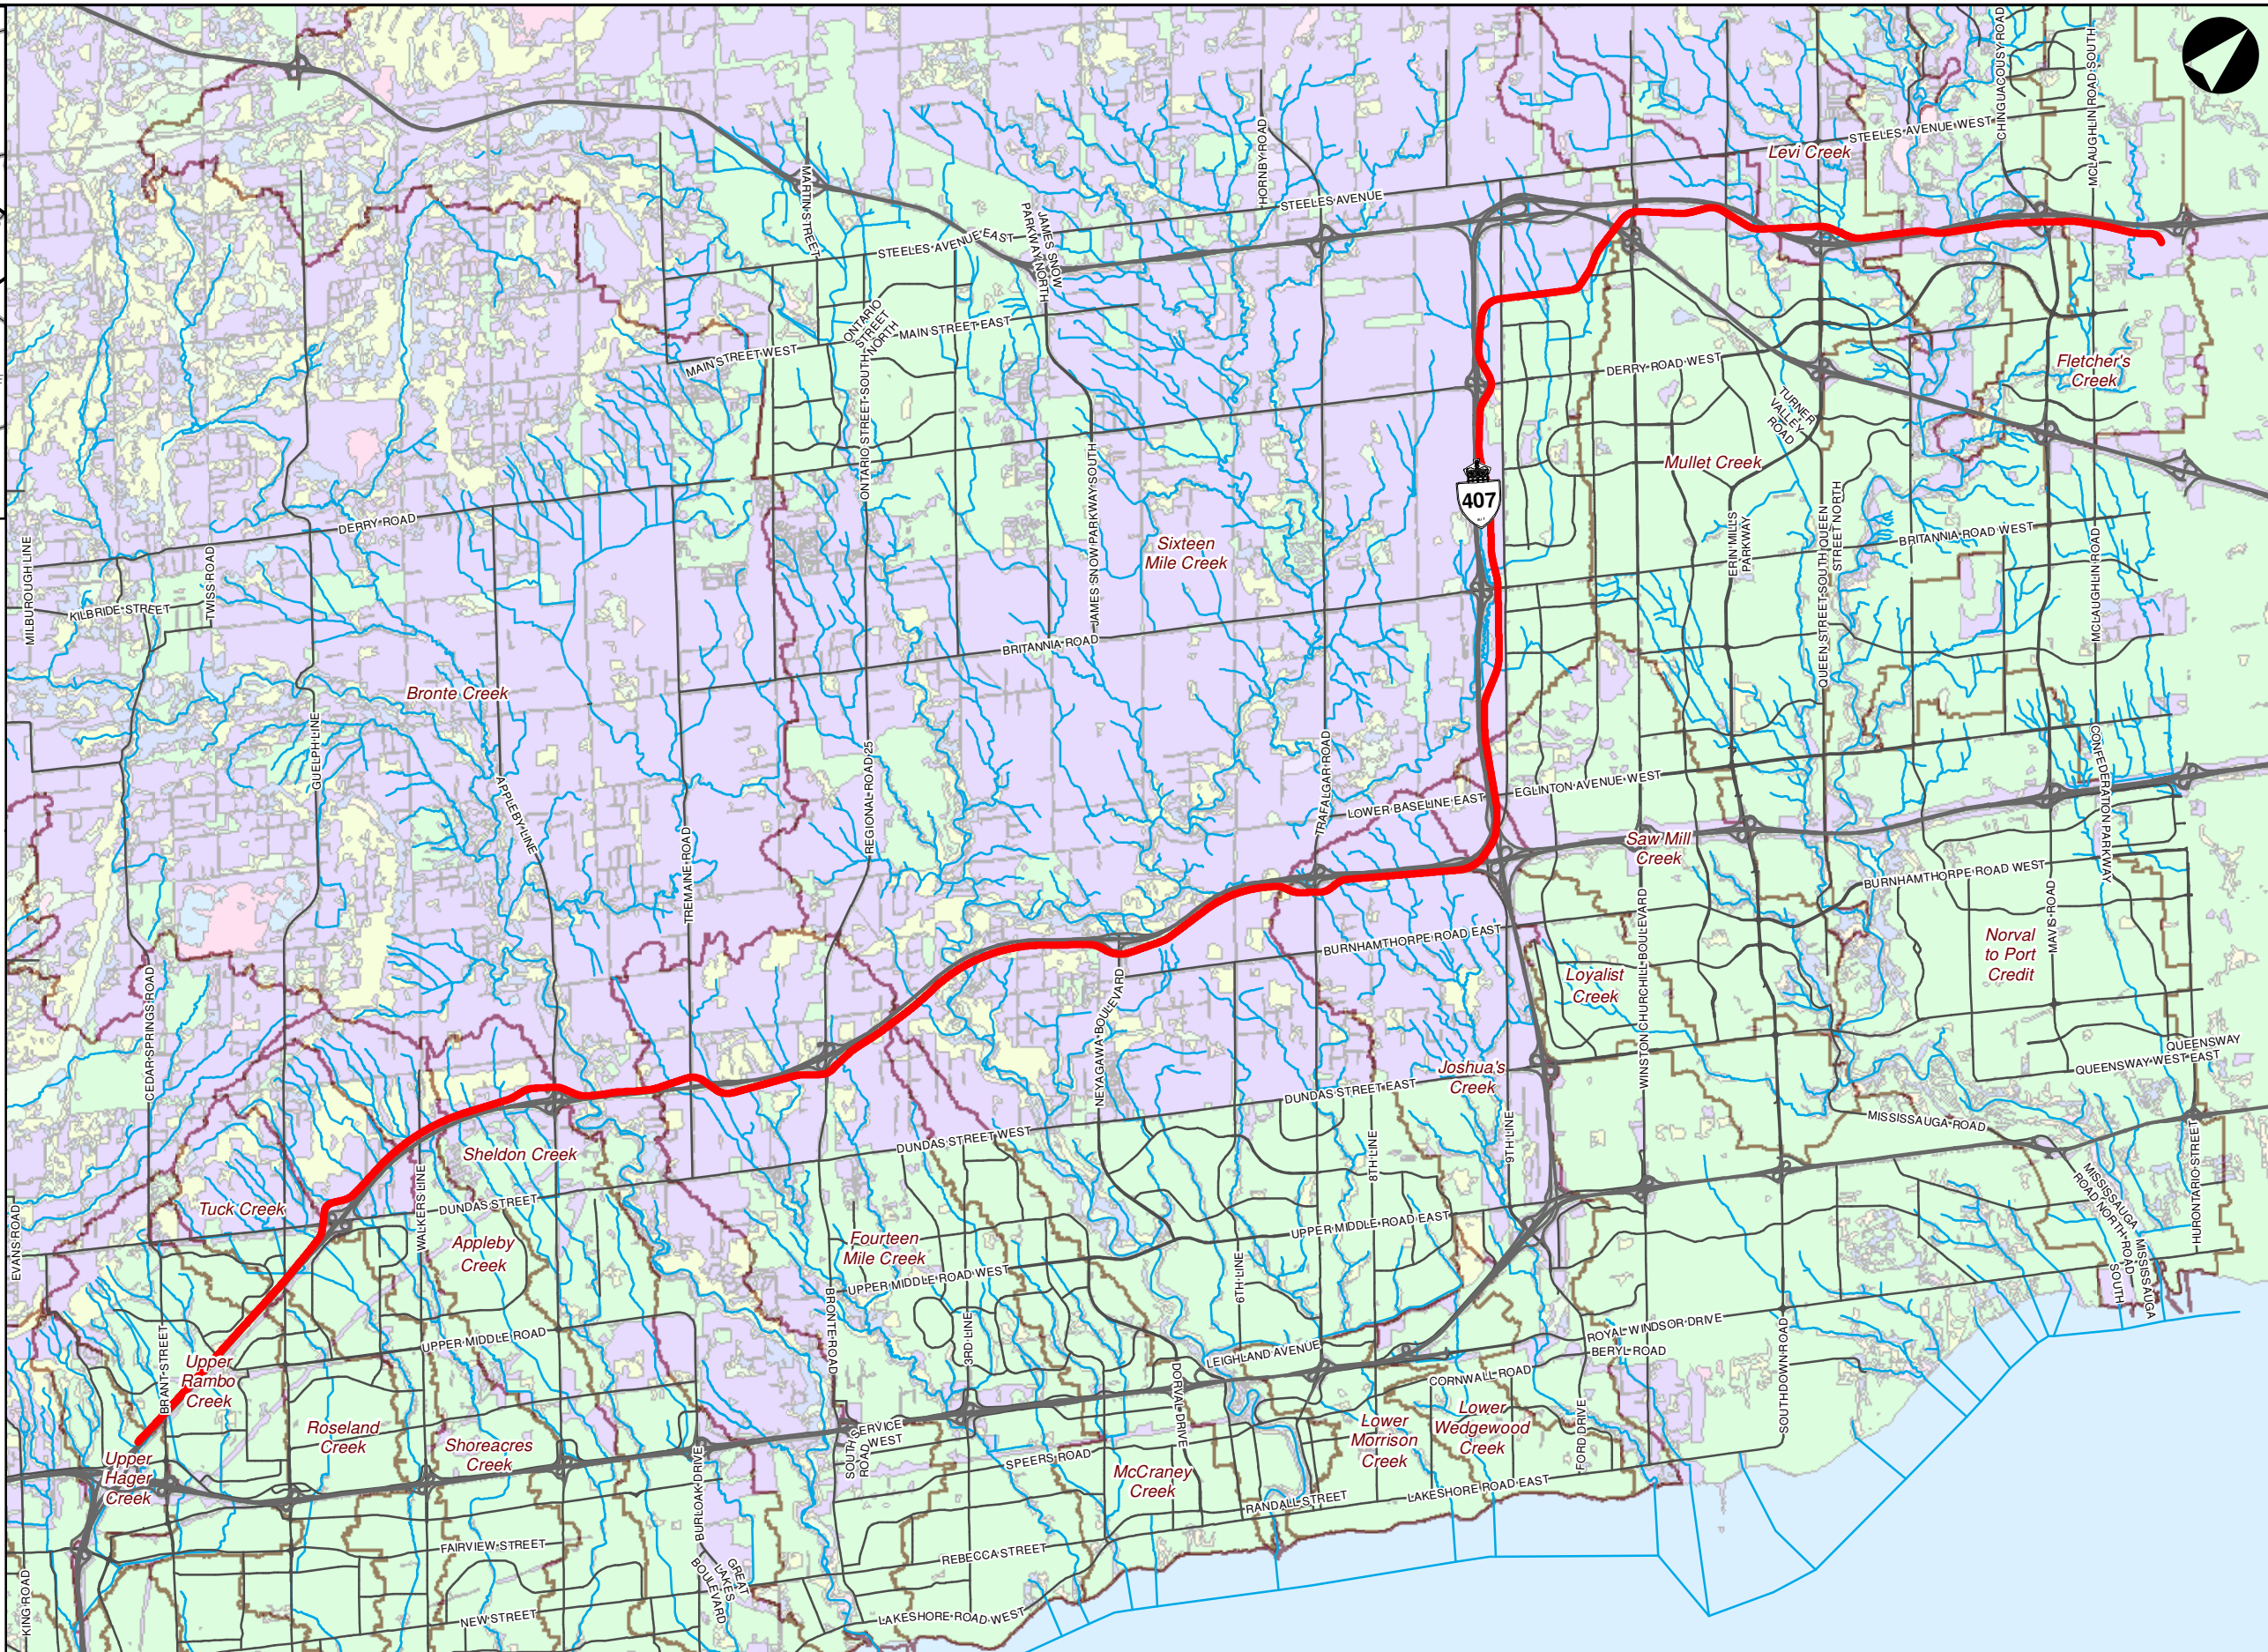 CHINGUACOUSY ROAD
MCLAUGHLIN ROAD SOUTH
STEELES AVENUE WEST
Levi Creek
HORNBY ROAD
MARTIN STREET
STEELES AVENUE
JAMES SNOW
PARKWAY NORTH
STEELES AVENUE EAST
ONTARIO
STREET
NORTH
MAIN STREET EAST
MAIN STREET WEST
DERRY ROAD WEST
Fletcher's
Creek
TURNER
VALLEY
ROAD
ONTARIO STREET SOUTH
JAMES SNOW PARKWAY SOUTH
Mullet Creek
407
DERRY ROAD
MILBUROUGH LINE
TWISS ROAD
KILBRIDE STREET
Sixteen
Mile Creek
ERIN MILLS
PARKWAY
QUEEN STREET SOUTH
QUEEN
STREET NORTH
BRITANNIA ROAD WEST
MCLAUGHLIN ROAD
BRITANNIA ROAD
Bronte Creek
GUELPH LINE
APPLEBY LINE
REGIONAL ROAD 25
TREMAINE ROAD
TRAFALGAR ROAD
LOWER BASELINE EAST
EGLINTON AVENUE WEST
CONFEDERATION PARKWAY
Saw Mill
Creek
BURNHAMTHORPE ROAD WEST
WINSTON CHURCHILL BOULEVARD
MAVIS ROAD
BURNHAMTHORPE ROAD EAST
Norval
to Port
Credit
Loyalist
Creek
CEDAR SPRINGS ROAD
NEYAGAWA BOULEVARD
Joshua's
Creek
DUNDAS STREET EAST
QUEENSWAY
EAST
QUEENSWAY WEST
MISSISSAUGA ROAD
9TH LINE
8TH LINE
DUNDAS STREET WEST
Sheldon Creek
WALKERS LINE
DUNDAS STREET
Tuck Creek
EVANS ROAD
Appleby
Creek
Fourteen
Mile Creek
UPPER MIDDLE ROAD EAST
UPPER MIDDLE ROAD WEST
6TH LINE
HURONTARIO STREET
MISSISSAUGA
ROAD NORTH
MISSISSAUGA
ROAD
SOUTH
BRONTE ROAD
3RD LINE
UPPER MIDDLE ROAD
BRANT STREET
Upper
Rambo
Creek
LEIGHLAND AVENUE
ROYAL WINDSOR DRIVE
BERYL ROAD
CORNWALL ROAD
SOUTHDOWN ROAD
DORVAL DRIVE
FORD DRIVE
Roseland
Creek
Shoreacres
Creek
Upper
Hager
Creek
SOUTH SERVICE
ROAD WEST
SPEERS ROAD
McCraney
Creek
Lower
Morrison
Creek
Lower
Wedgewood
Creek
RANDALL STREET
LAKESHORE ROAD EAST
BURLOAK DRIVE
FAIRVIEW STREET
REBECCA STREET
GREAT
LAKES
BOULEVARD
KING ROAD
NEW STREET
LAKESHORE ROAD WEST